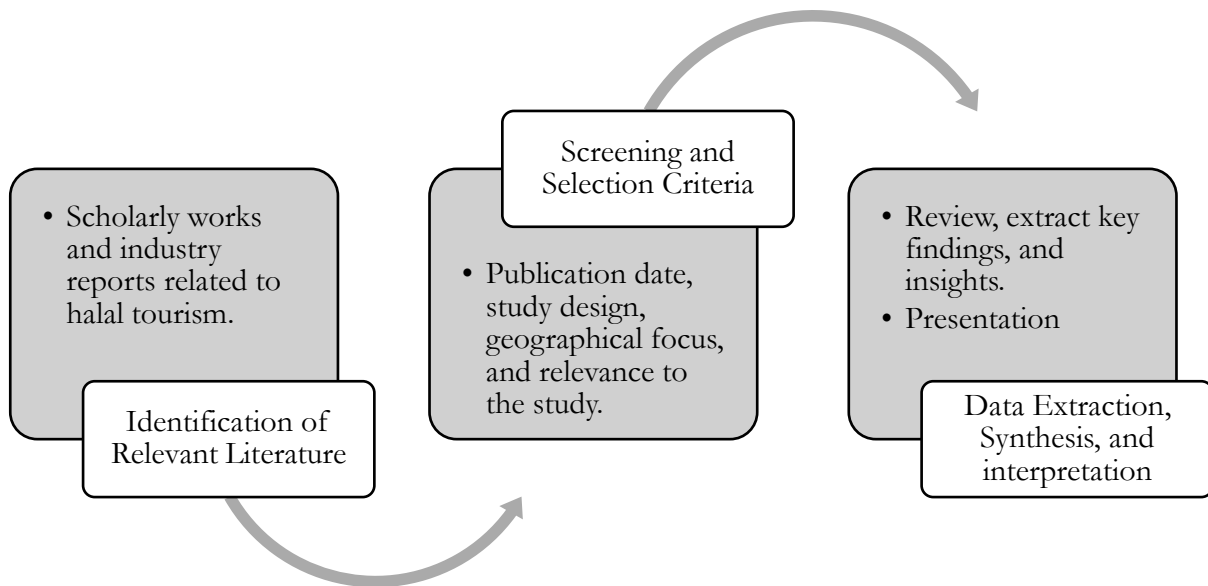 • Scholarly works
and industry
reports related to
halal tourism.
Identification of
Relevant Literature
Screening and
Selection Criteria
• Publication date,
study design,
geographical focus,
and relevance to
the study.
• Review, extract key
findings, and
insights.
• Presentation
Data Extraction,
Synthesis, and
interpretation